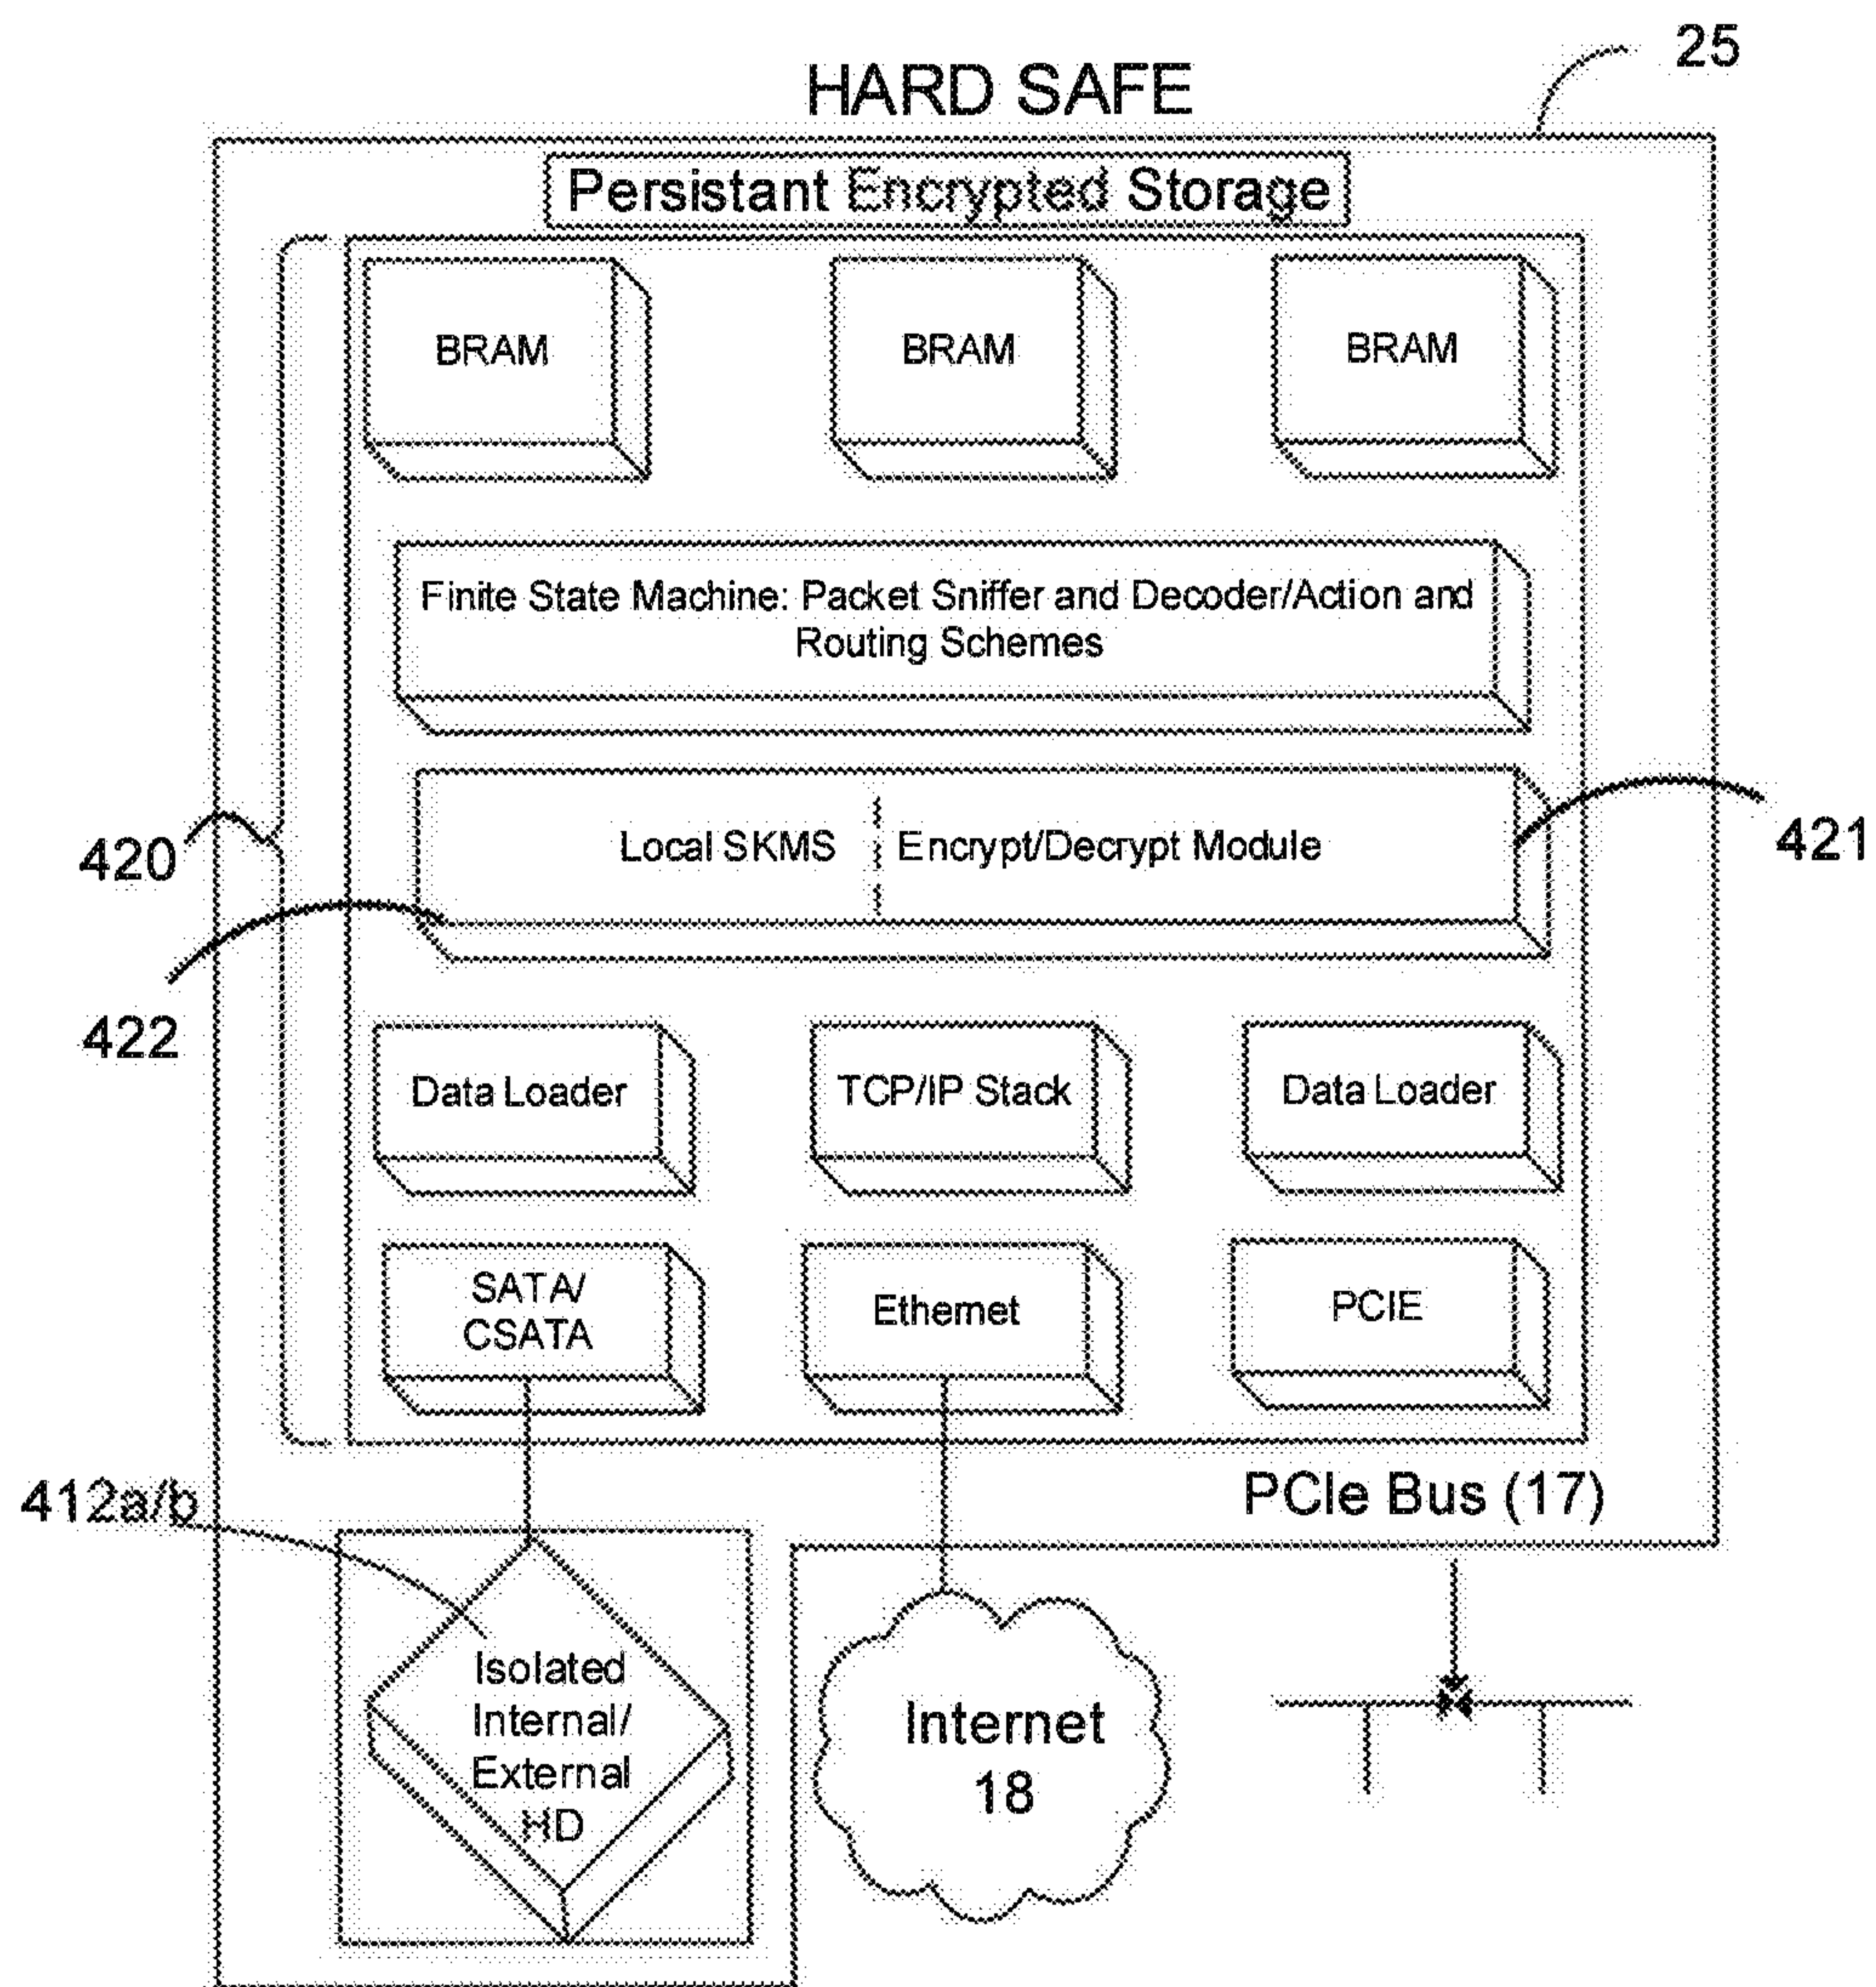 25
HARD SAFE
Persistant Encrypted Storage
BRAM
BRAM
BRAM
Finite State Machine: Packet Sniffer and Decoder/Action and
Routing Schemes
420
Local SKMS
Encrypt/Decrypt Module
421
422
Data Loader
TCP/IP Stack
Data Loader
SATA/
CSATA
Ethernet
PCIE
412a/b
PCIe Bus (17)
Isolated
Internal/
External
HD
Internet
18